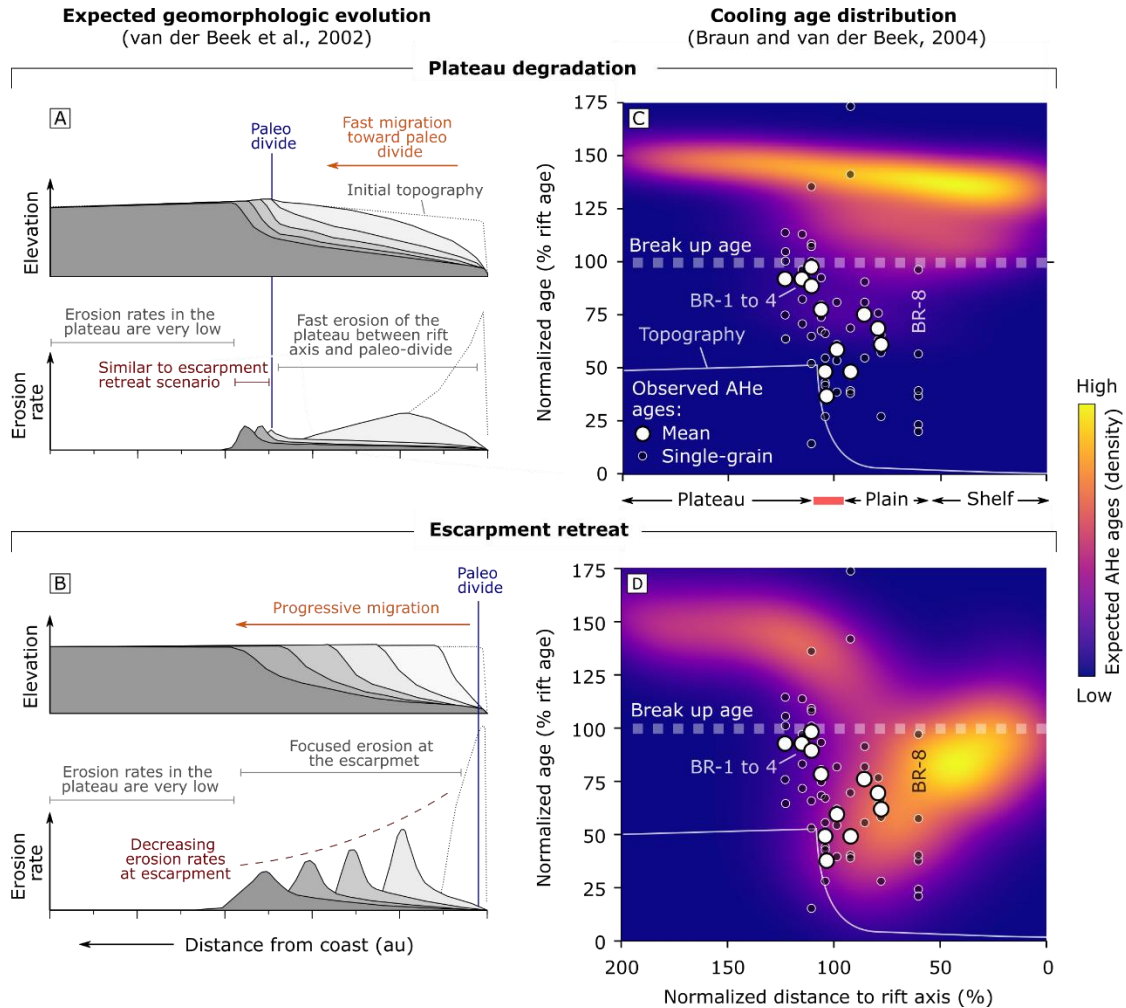 Expected geomorphologic evolution
(van der Beek et al., 2002)
Cooling age distribution
(Braun and van der Beek, 2004)
Plateau degradation
A
Paleo
divide
Fast migration
toward paleo
divide
Initial topography
Elevation
Erosion rates in the
plateau are very low
Fast erosion of the
plateau between rift
axis and paleo-divide
Similar to escarpment
retreat scenario
Erosion
rate
C
175
150
125
100
75
50
25
0
Normalized age (% rift age)
Break up age
BR-1 to 4
BR-8
Topography
Observed AHe
ages:
Mean
Single-grain
Plateau
Plain
Shelf
High
Expected AHe ages (density)
Low
Escarpment retreat
B
Paleo
divide
Progressive migration
Elevation
Focused erosion at
the escarpmet
Erosion rates in the
plateau are very low
Decreasing
erosion rates
at escarpment
Erosion
rate
Distance from coast (au)
D
175
150
125
100
75
50
25
0
Normalized age (% rift age)
Break up age
BR-1 to 4
BR-8
200
150
100
50
0
Normalized distance to rift axis (%)